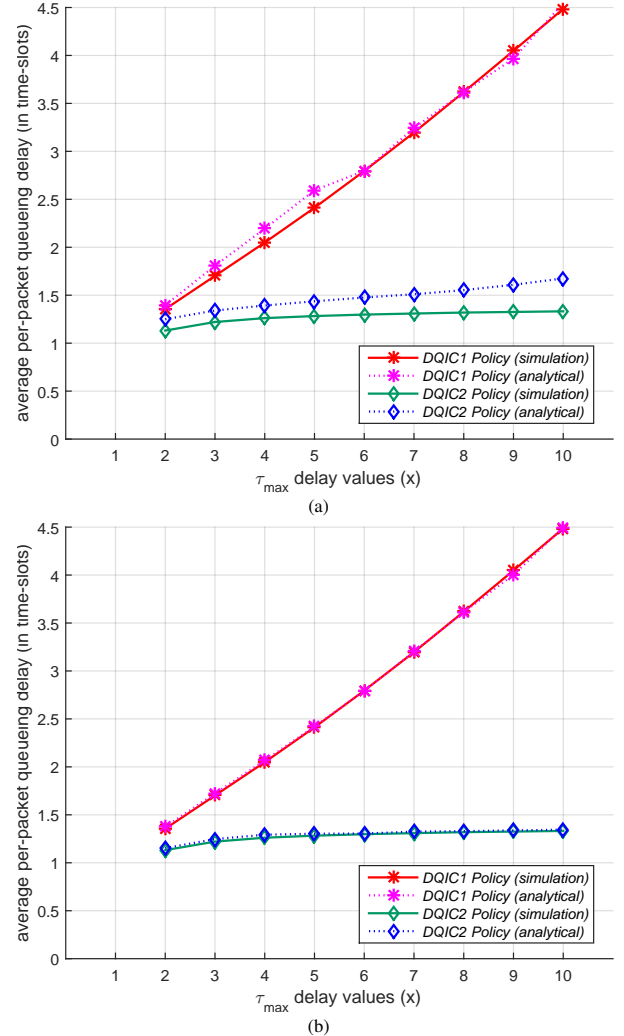 4.5
4
3.5
3
2.5
2
1.5
1
0.5
0
average per-packet queueing delay (in time-slots)
DQIC1 Policy (simulation)
DQIC1 Policy (analytical)
DQIC2 Policy (simulation)
DQIC2 Policy (analytical)
1 2 3 4 5 6 7 8 9 10
τmax delay values (x)
(a)
4.5
4
3.5
3
2.5
2
1.5
1
0.5
0
average per-packet queueing delay (in time-slots)
DQIC1 Policy (simulation)
DQIC1 Policy (analytical)
DQIC2 Policy (simulation)
DQIC2 Policy (analytical)
1 2 3 4 5 6 7 8 9 10
τmax delay values (x)
(b)